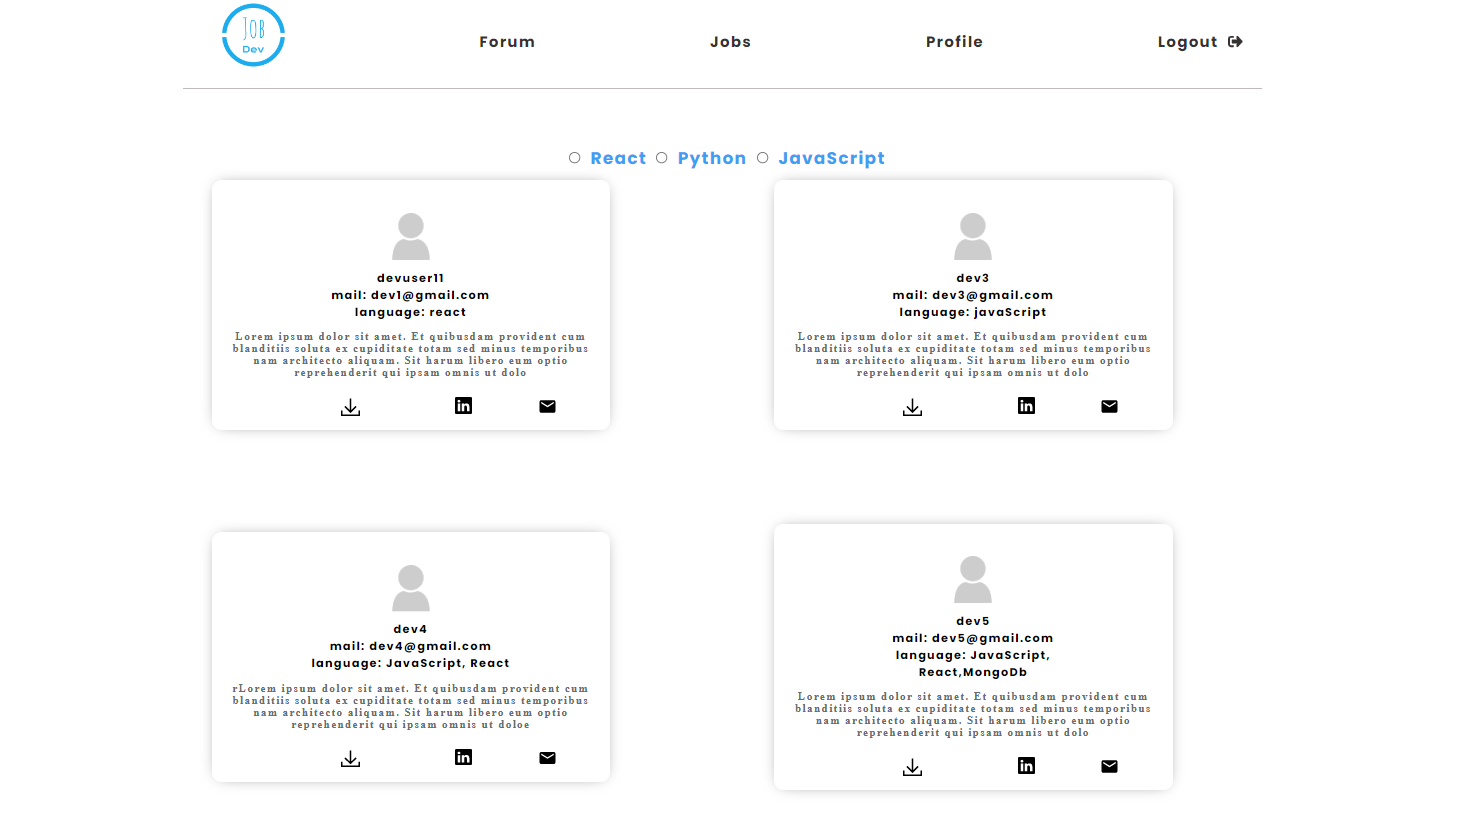 JOB
Dev
Forum
Jobs
Profile
Logout
React
Python
JavaScript
devuser11
mail: dev1@gmail.com
language: react
Lorem ipsum dolor sit amet. Et quibusdam provident cum
blanditiis soluta ex cupiditate totam sed minus temporibus
nam architecto aliquam. Sit harum libero eum optio
reprehenderit qui ipsam omnis ut dolo
in
dev3
mail: dev3@gmail.com
language: javaScript
Lorem ipsum dolor sit amet. Et quibusdam provident cum
blanditiis soluta ex cupiditate totam sed minus temporibus
nam architecto aliquam. Sit harum libero eum optio
reprehenderit qui ipsam omnis ut dolo
in
dev4
mail: dev4@gmail.com
language: JavaScript, React
rLorem ipsum dolor sit amet. Et quibusdam provident cum
blanditiis soluta ex cupiditate totam sed minus temporibus
nam architecto aliquam. Sit harum libero eum optio
reprehenderit qui ipsam omnis ut doloe
in
dev5
mail: dev5@gmail.com
language: JavaScript,
React,MongoDb
Lorem ipsum dolor sit amet. Et quibusdam provident cum
blanditiis soluta ex cupiditate totam sed minus temporibus
nam architecto aliquam. Sit harum libero eum optio
reprehenderit qui ipsam omnis ut dolo
in